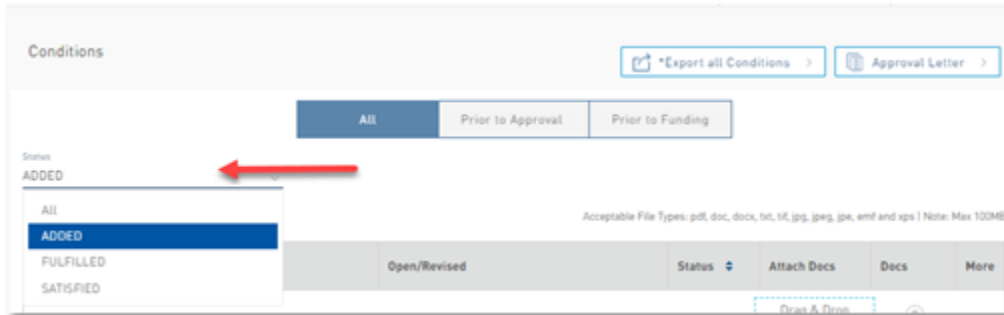 Conditions
*Export all Conditions >
Approval Letter >
All
Prior to Approval
Prior to Funding
Status
ADDED
All
ADDED
FULFILLED
SATISFIED
Acceptable File Types: pdf, doc, docx, txt, tif, jpg, jpeg, jpe, emf and xps | Note: Max 100MB
Open/Revised
Status
Attach Docs
Docs
More
Drag & Drop